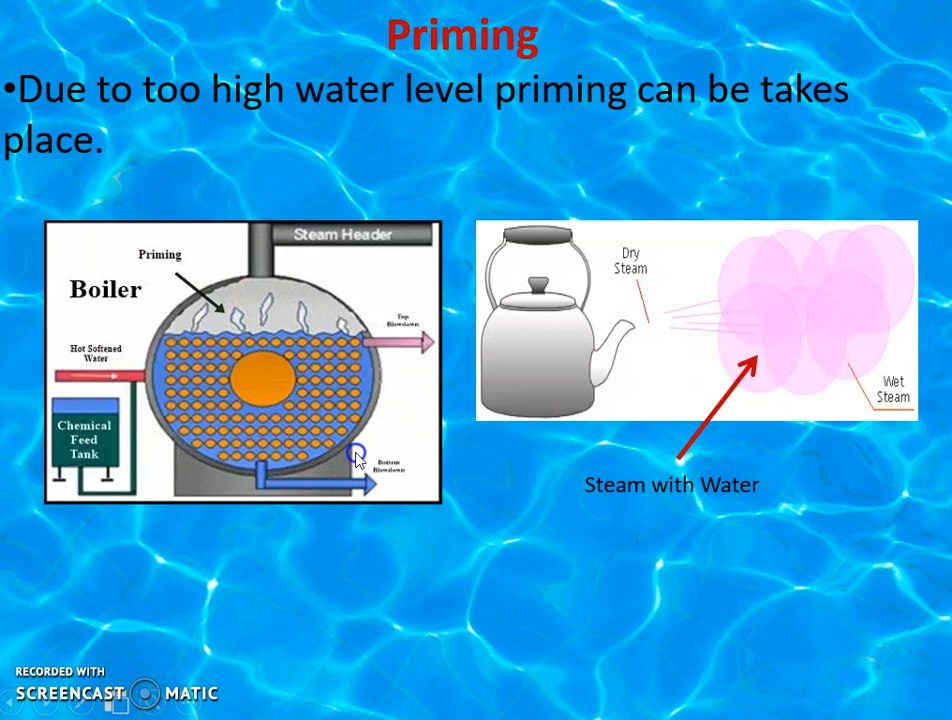 Priming
•Due to too high water level priming can be takes
place.
Steam Header
Priming
Boiler
Top
Blowdown
Hot Softened
Water
Chemical
Feed
Tank
Bottom
Blowdown
Dry
Steam
Wet
Steam
Steam with Water
RECORDED WITH
SCREENCAST MATIC